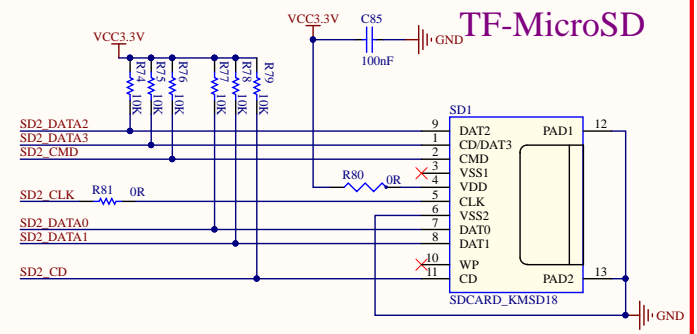 TF-MicroSD
VCC3.3V
C85
GND
100nF
VCC3.3V
R74
10K
R75
10K
R76
10K
R77
10K
R78
10K
R79
10K
SD1
SD2_DATA2
9
DAT2
PAD1
12
SD2_DATA3
1
CD/DAT3
SD2_CMD
2
CMD
3
VSS1
R80
0R
4
VDD
SD2_CLK
R81
0R
5
CLK
6
VSS2
SD2_DATA0
7
DAT0
SD2_DATA1
8
DAT1
10
WP
SD2_CD
11
CD
PAD2
13
SDCARD_KMSD18
GND